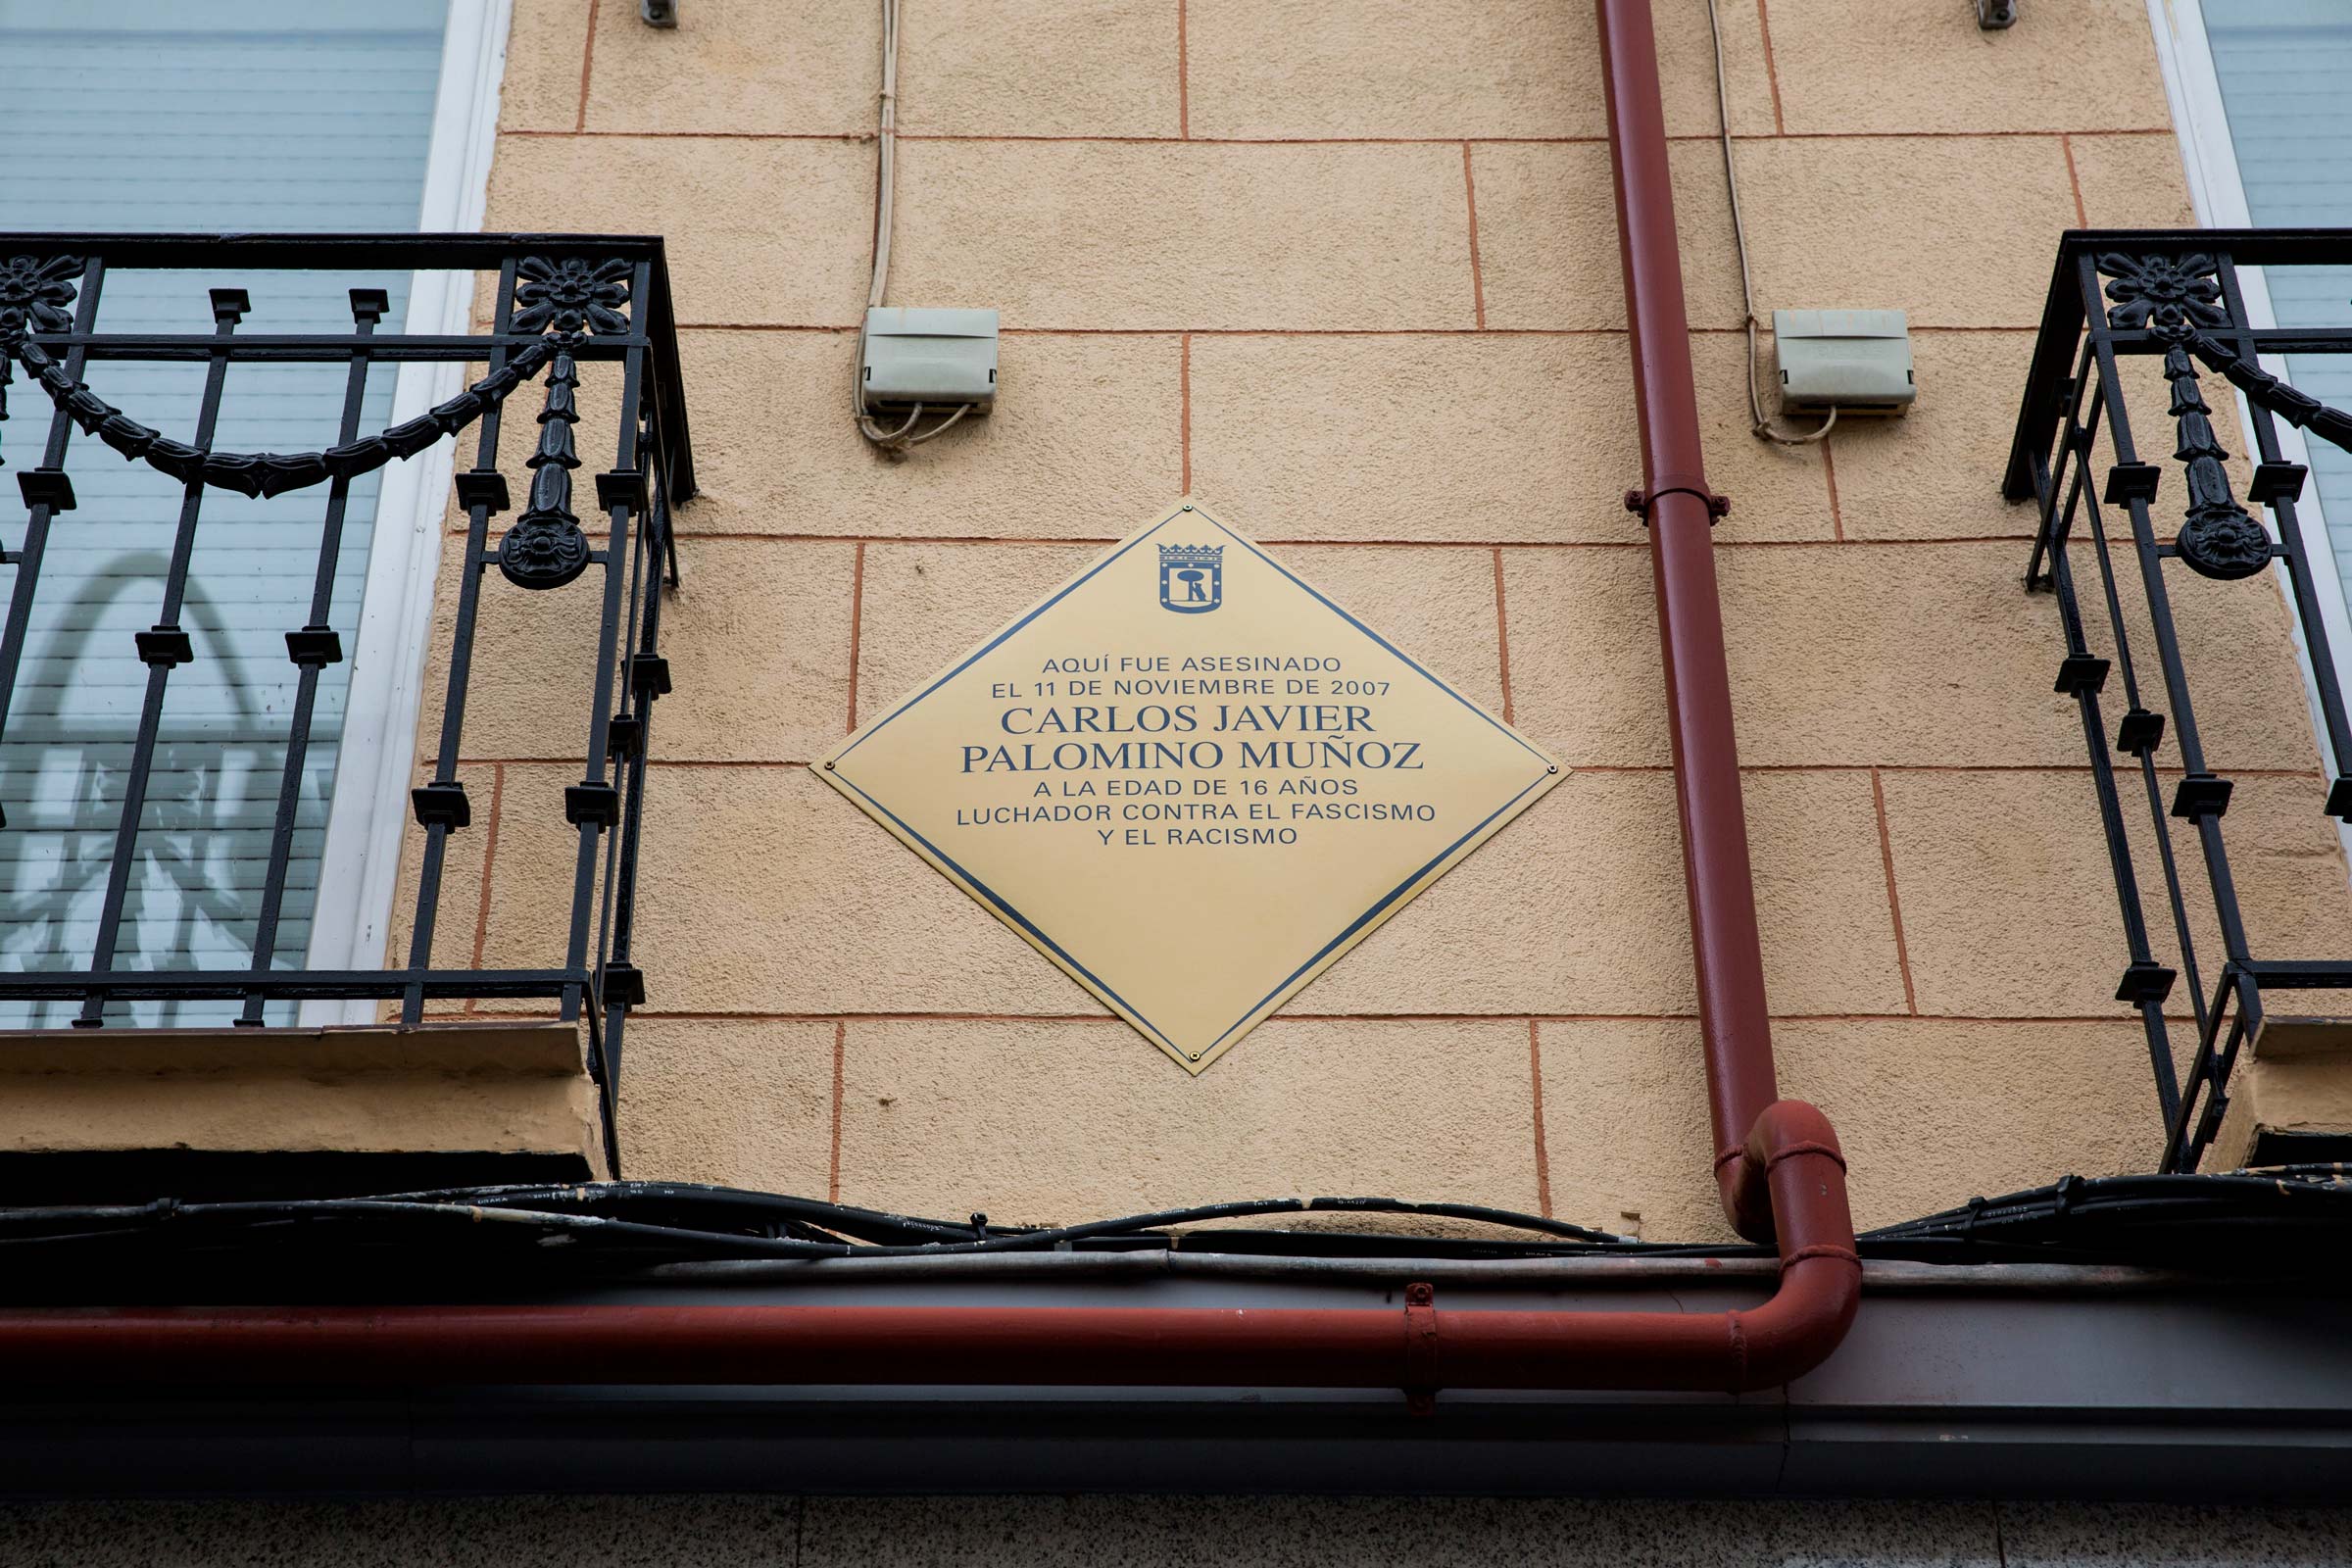 AQUÍ FUE ASESINADO
EL 11 DE NOVIEMBRE DE 2007
CARLOS JAVIER
PALOMINO MUÑOZ
A LA EDAD DE 16 AÑOS
LUCHADOR CONTRA EL FASCISMO
Y EL RACISMO